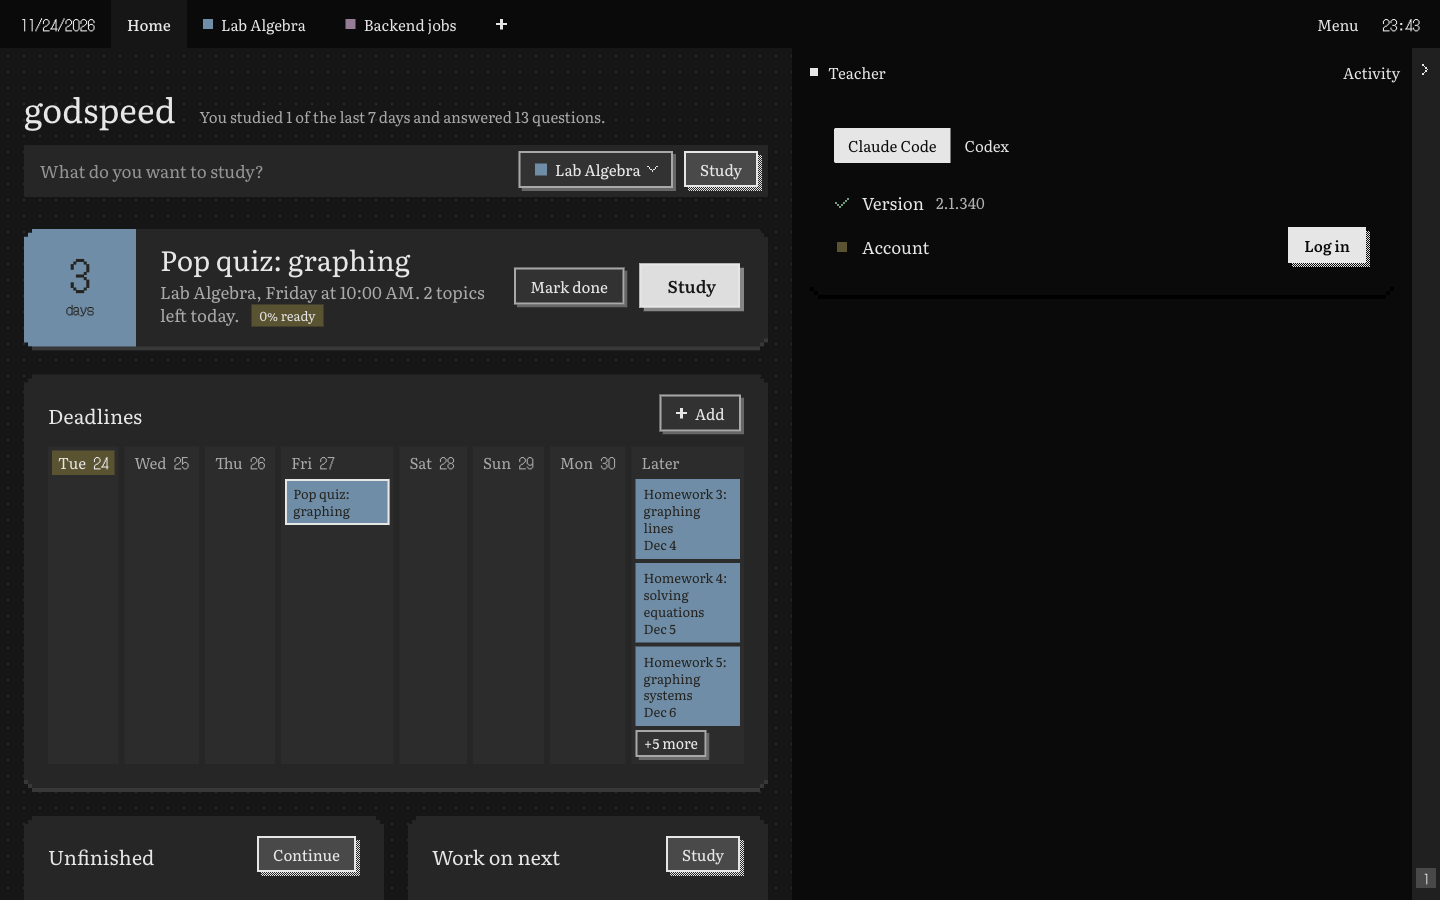 11/24/2026 Home Lab Algebra Backend jobs + Menu 23:43
godspeed You studied 1 of the last 7 days and answered 13 questions.
What do you want to study? Lab Algebra Study
3
days
Pop quiz: graphing
Lab Algebra, Friday at 10:00 AM. 2 topics
left today. 0% ready
Mark done Study
Deadlines + Add
Tue 24 Wed 25 Thu 26 Fri 27 Sat 28 Sun 29 Mon 30 Later
Pop quiz:
graphing
Homework 3:
graphing
lines
Dec 4
Homework 4:
solving
equations
Dec 5
Homework 5:
graphing
systems
Dec 6
+5 more
Unfinished Continue
Work on next Study
Teacher Activity
Claude Code Codex
Version 2.1.340
Account Log in
1